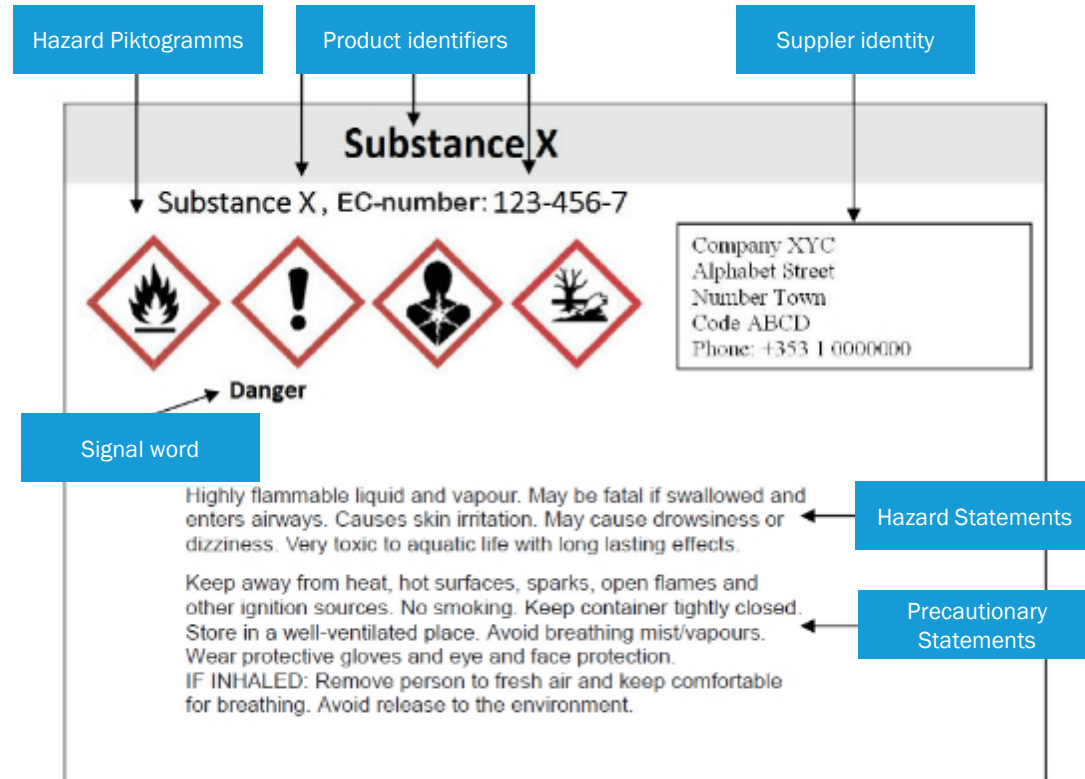 Hazard Piktogramms
Product identifiers
Suppler identity
Substance X
Substance X, EC-number: 123-456-7
Company XYC
Alphabet Street
Number Town
Code ABCD
Phone: +353 1 0000000
Danger
Signal word
Highly flammable liquid and vapour. May be fatal if swallowed and
enters airways. Causes skin irritation. May cause drowsiness or
dizziness. Very toxic to aquatic life with long lasting effects.
Hazard Statements
Keep away from heat, hot surfaces, sparks, open flames and
other ignition sources. No smoking. Keep container tightly closed.
Store in a well-ventilated place. Avoid breathing mist/vapours.
Wear protective gloves and eye and face protection.
IF INHALED: Remove person to fresh air and keep comfortable
for breathing. Avoid release to the environment.
Precautionary
Statements